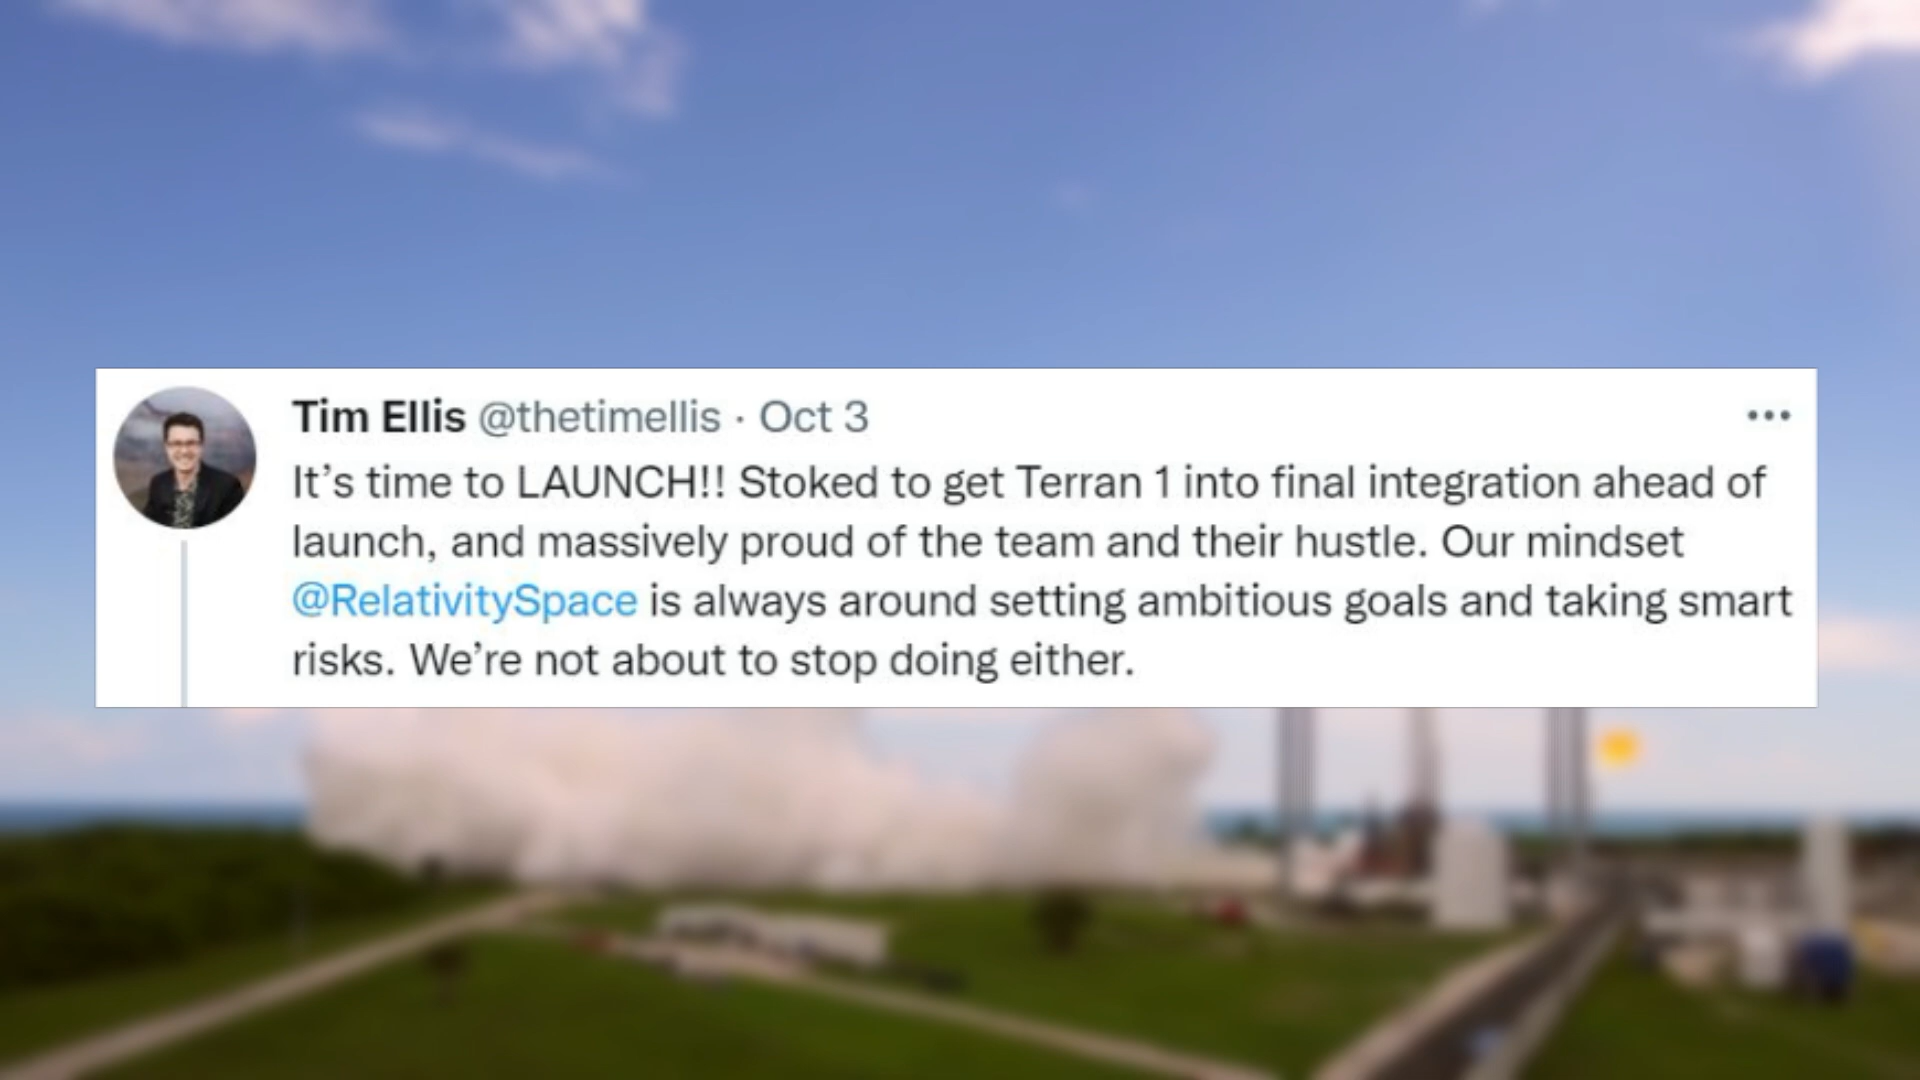 Tim Ellis @thetimellis · Oct 3
It’s time to LAUNCH!! Stoked to get Terran 1 into final integration ahead of
launch, and massively proud of the team and their hustle. Our mindset
@RelativitySpace is always around setting ambitious goals and taking smart
risks. We’re not about to stop doing either.